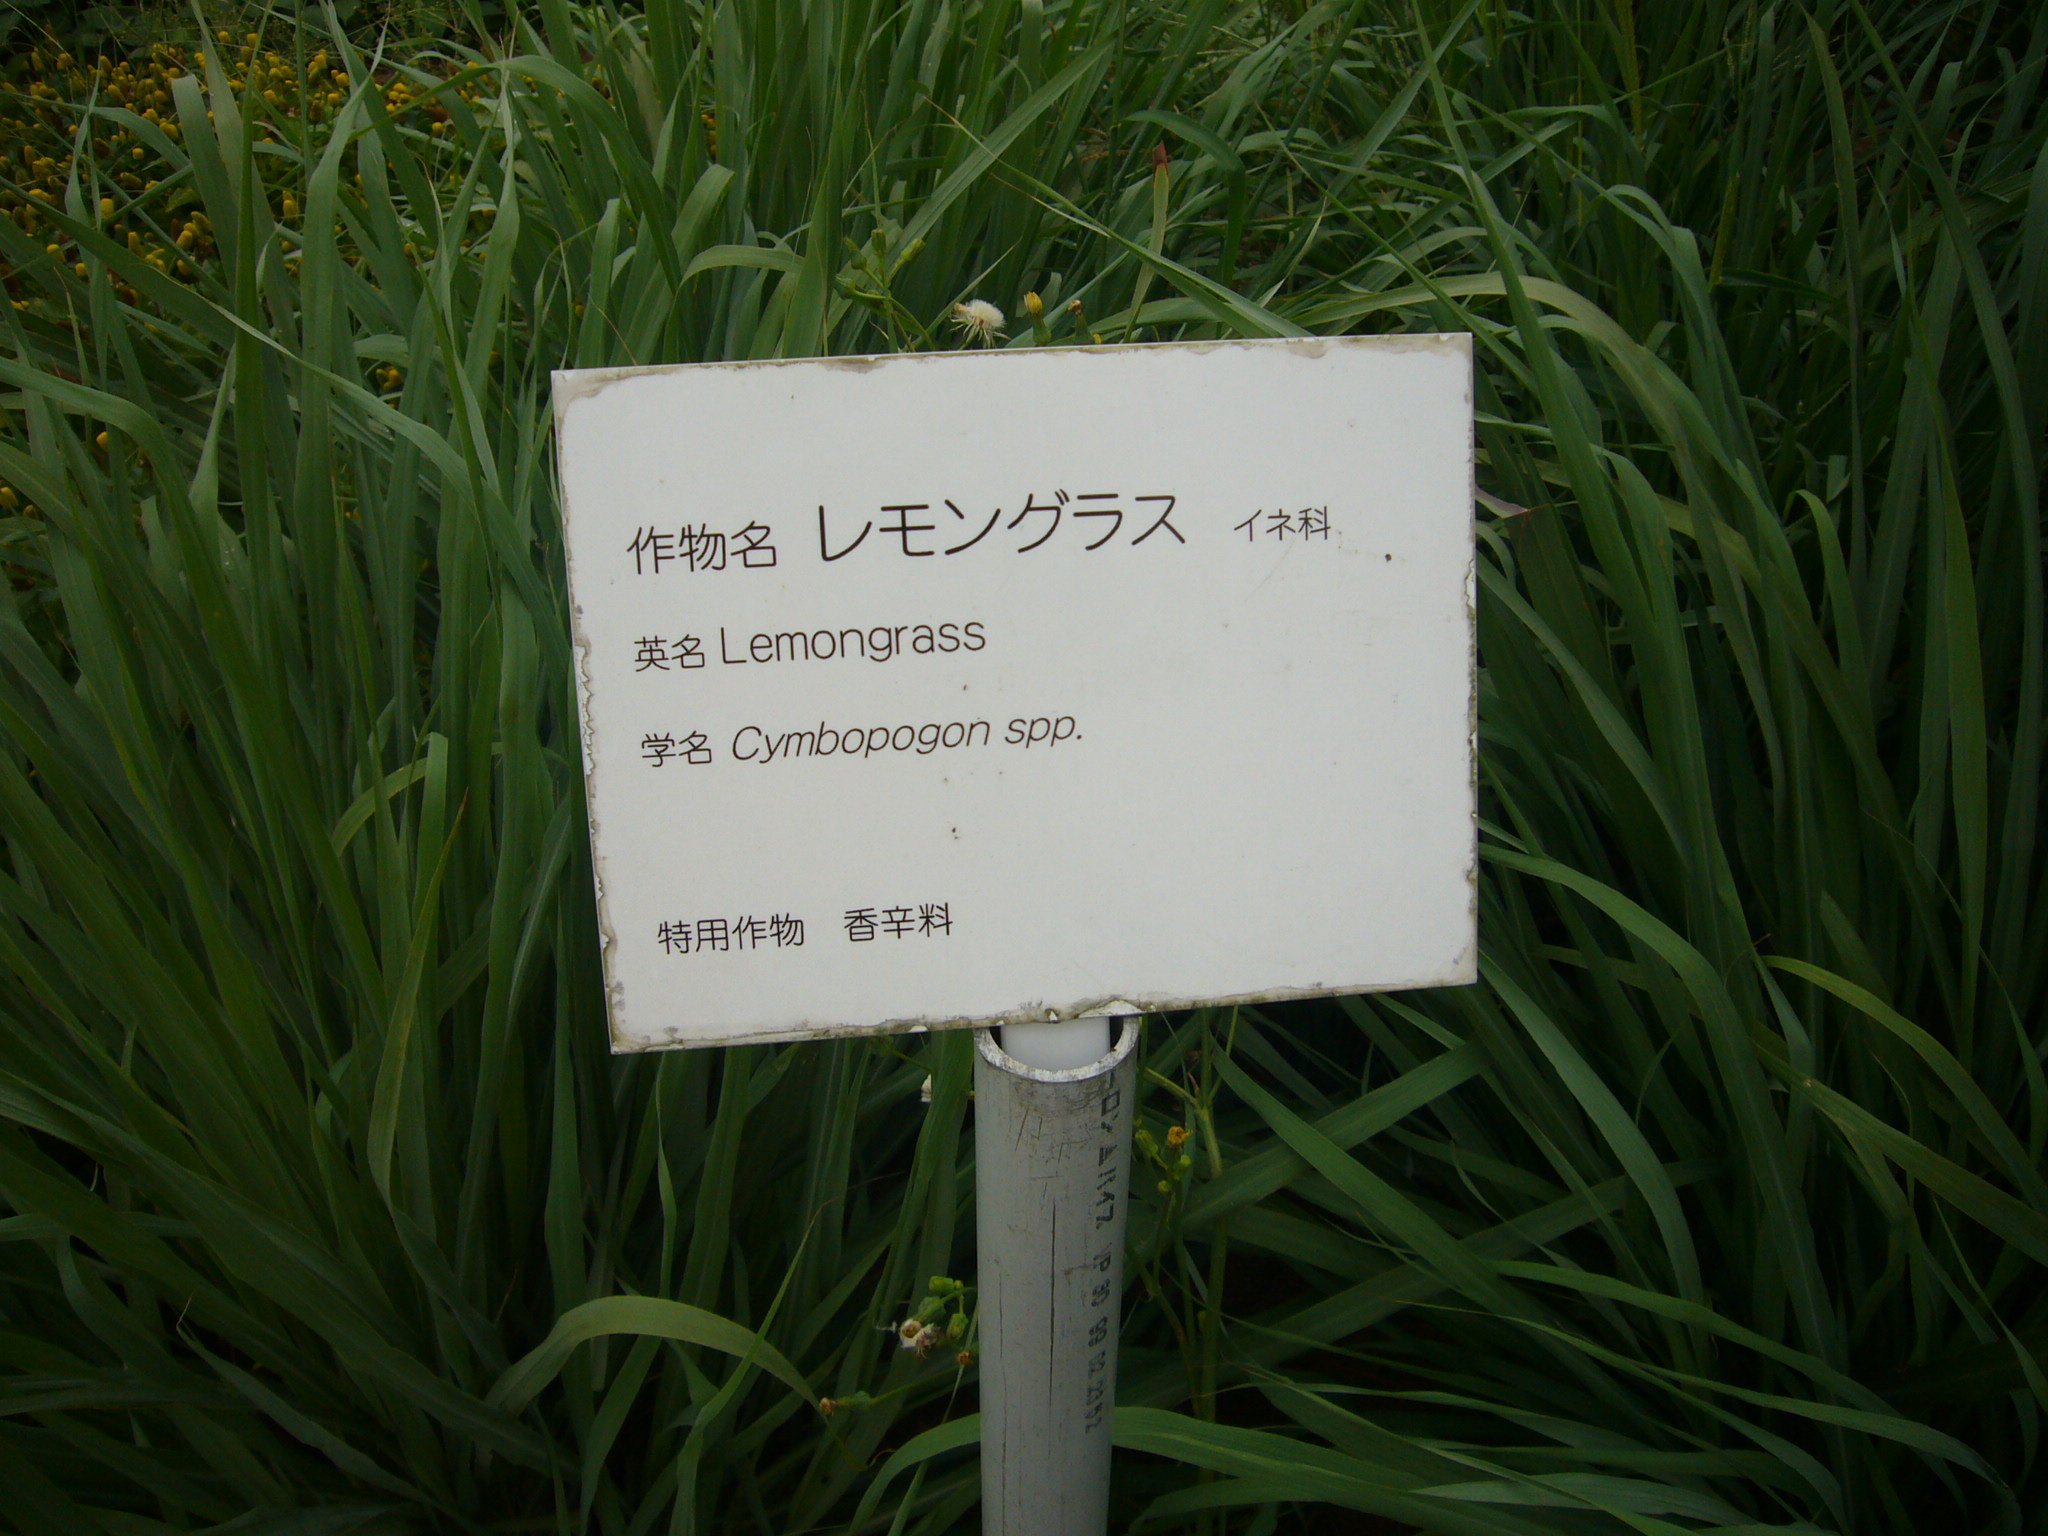 作物名 レモングラス イネ科
英名 Lemongrass
学名 Cymbopogon spp.
特用作物 香辛料